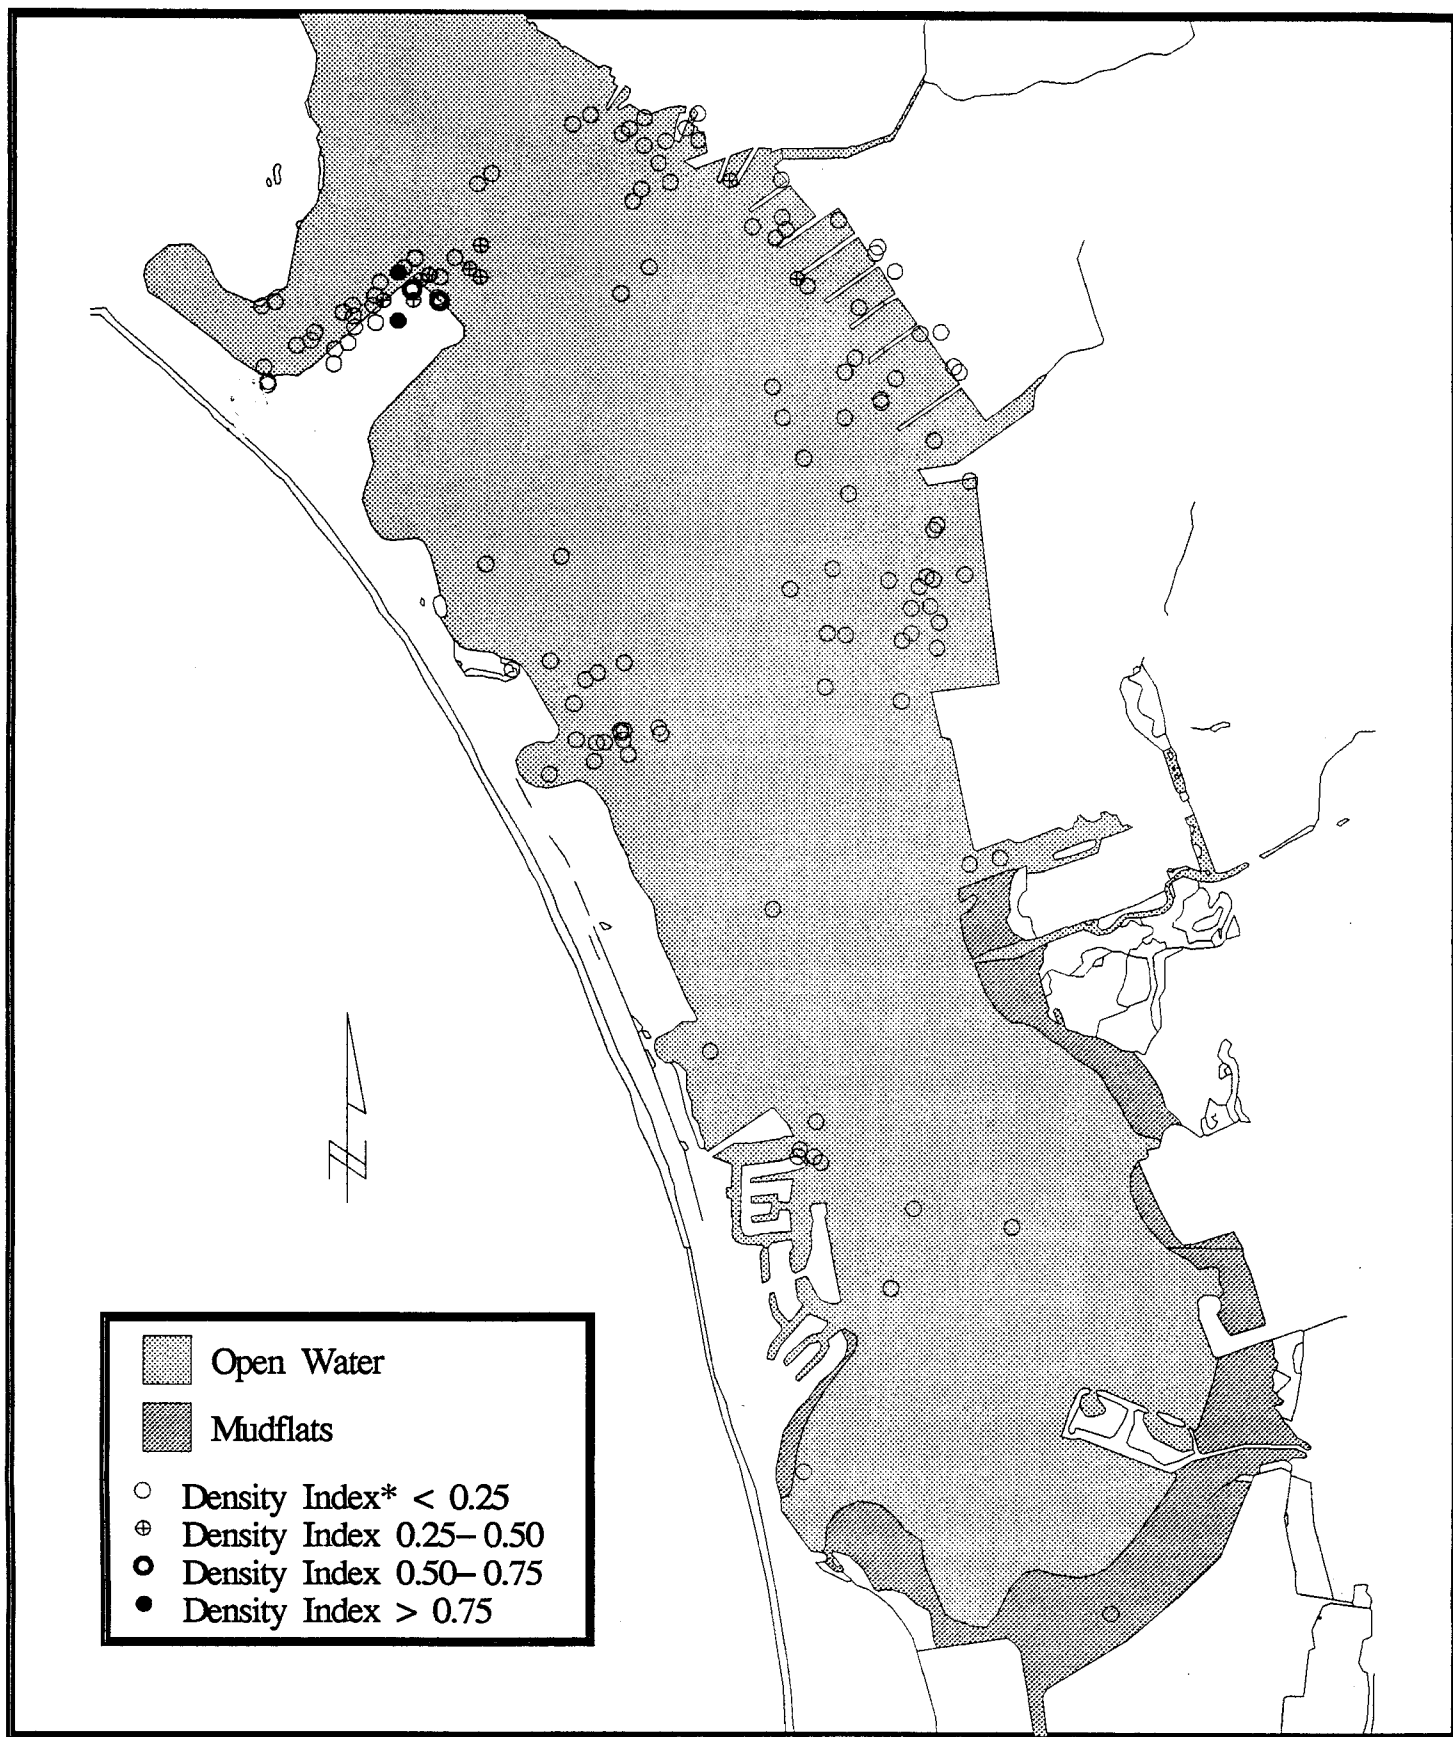 Open Water
Mudflats
Density Index* < 0.25
Density Index 0.25–0.50
Density Index 0.50–0.75
Density Index > 0.75
N